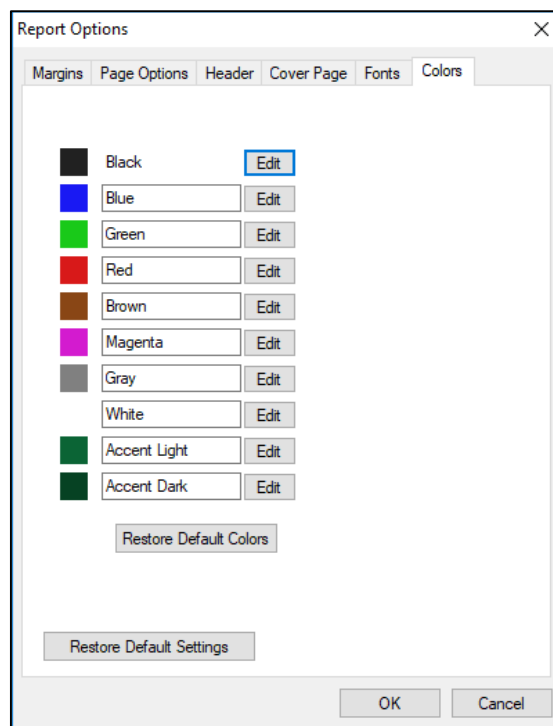 Report Options
Margins Page Options Header Cover Page Fonts Colors
Black Edit
Blue Edit
Green Edit
Red Edit
Brown Edit
Magenta Edit
Gray Edit
White Edit
Accent Light Edit
Accent Dark Edit
Restore Default Colors
Restore Default Settings
OK Cancel